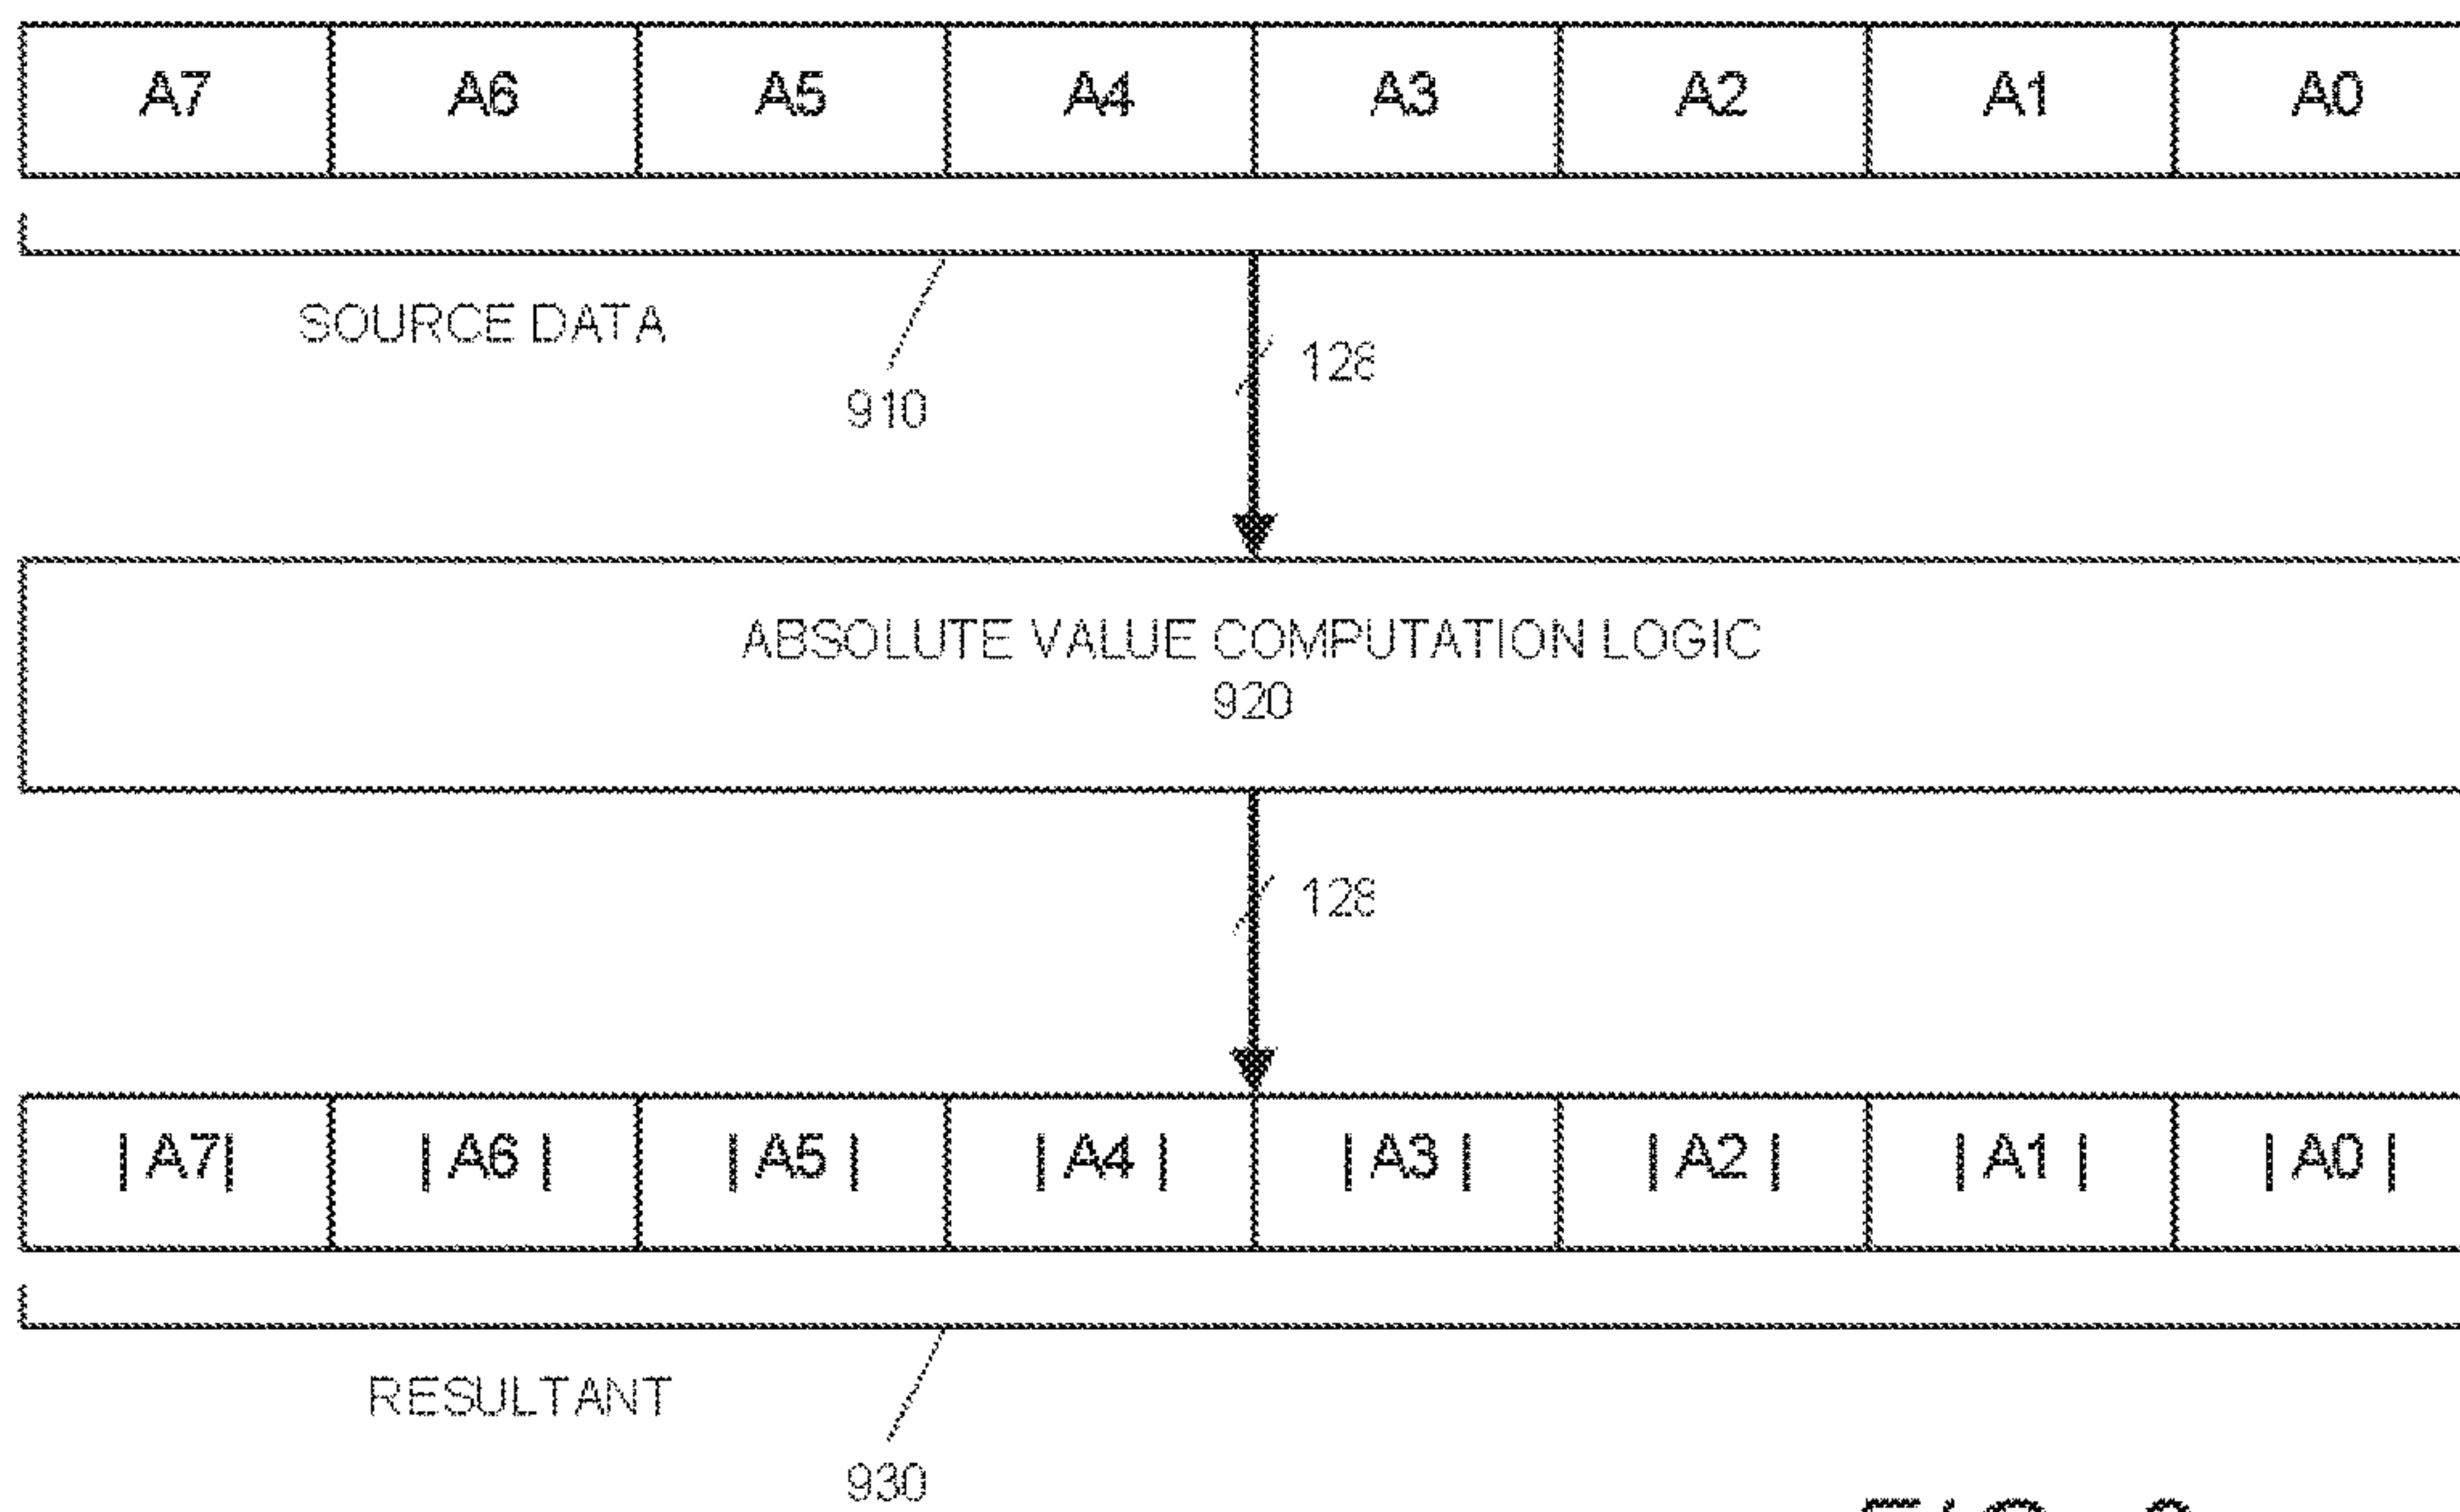 A7 A6 A5 A4 A3 A2 A1 A0
SOURCE DATA
910
128
ABSOLUTE VALUE COMPUTATION LOGIC
920
128
| A7| | A6 | | A5 | | A4 | | A3 | | A2 | | A1 | | A0 |
RESULTANT
930